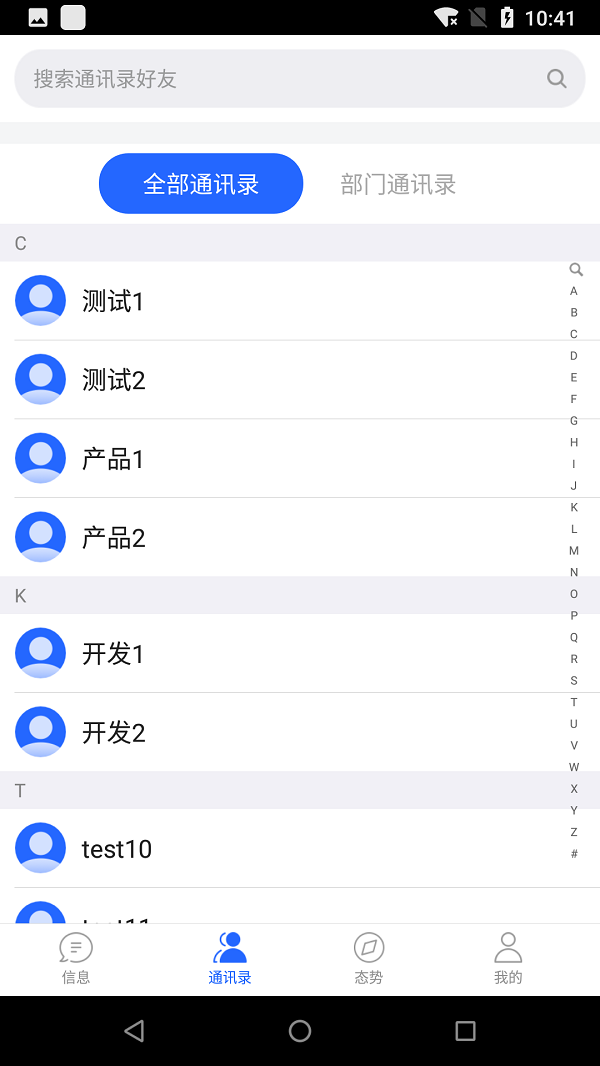 10:41
搜索通讯录好友
全部通讯录
部门通讯录
C
测试1
测试2
产品1
产品2
K
开发1
开发2
T
test10
test11
A
B
C
D
E
F
G
H
I
J
K
L
M
N
O
P
Q
R
S
T
U
V
W
X
Y
Z
#
信息
通讯录
态势
我的